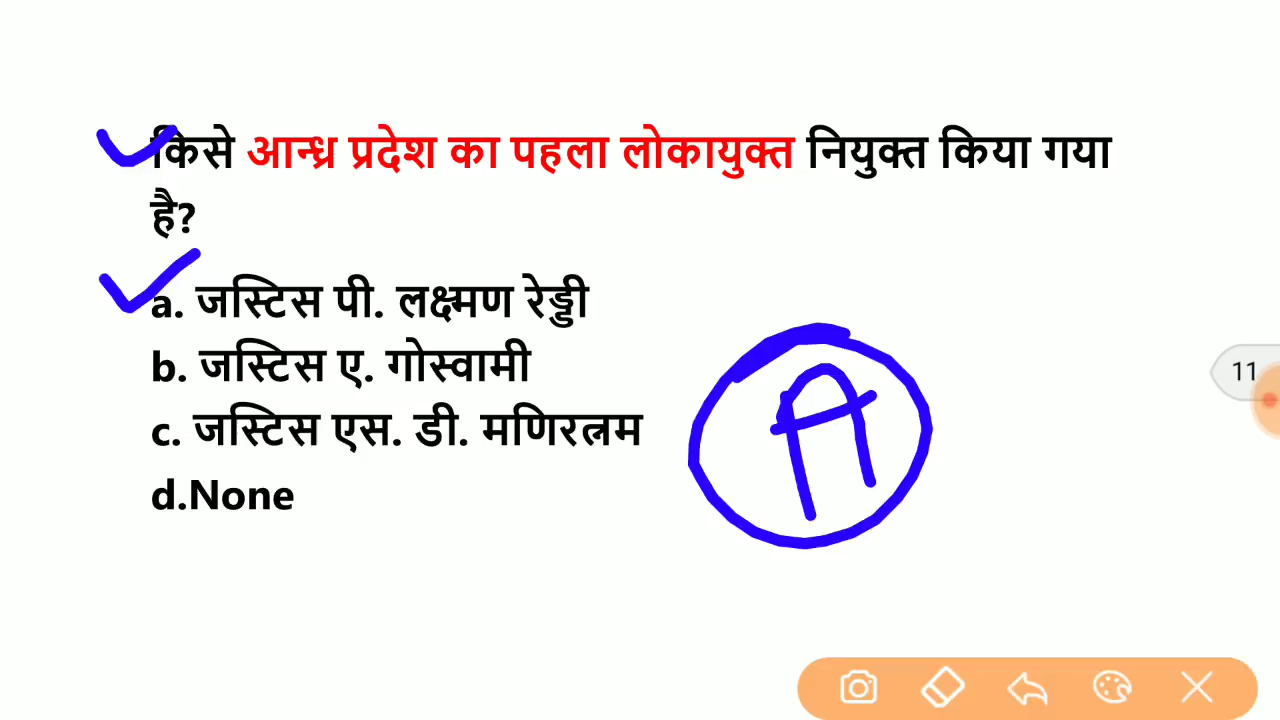 किसे आन्ध्र प्रदेश का पहला लोकायुक्त नियुक्त किया गया
है?
a. जस्टिस पी. लक्ष्मण रेड्डी
b. जस्टिस ए. गोस्वामी
c. जस्टिस एस. डी. मणिरत्नम
d.None
A
11